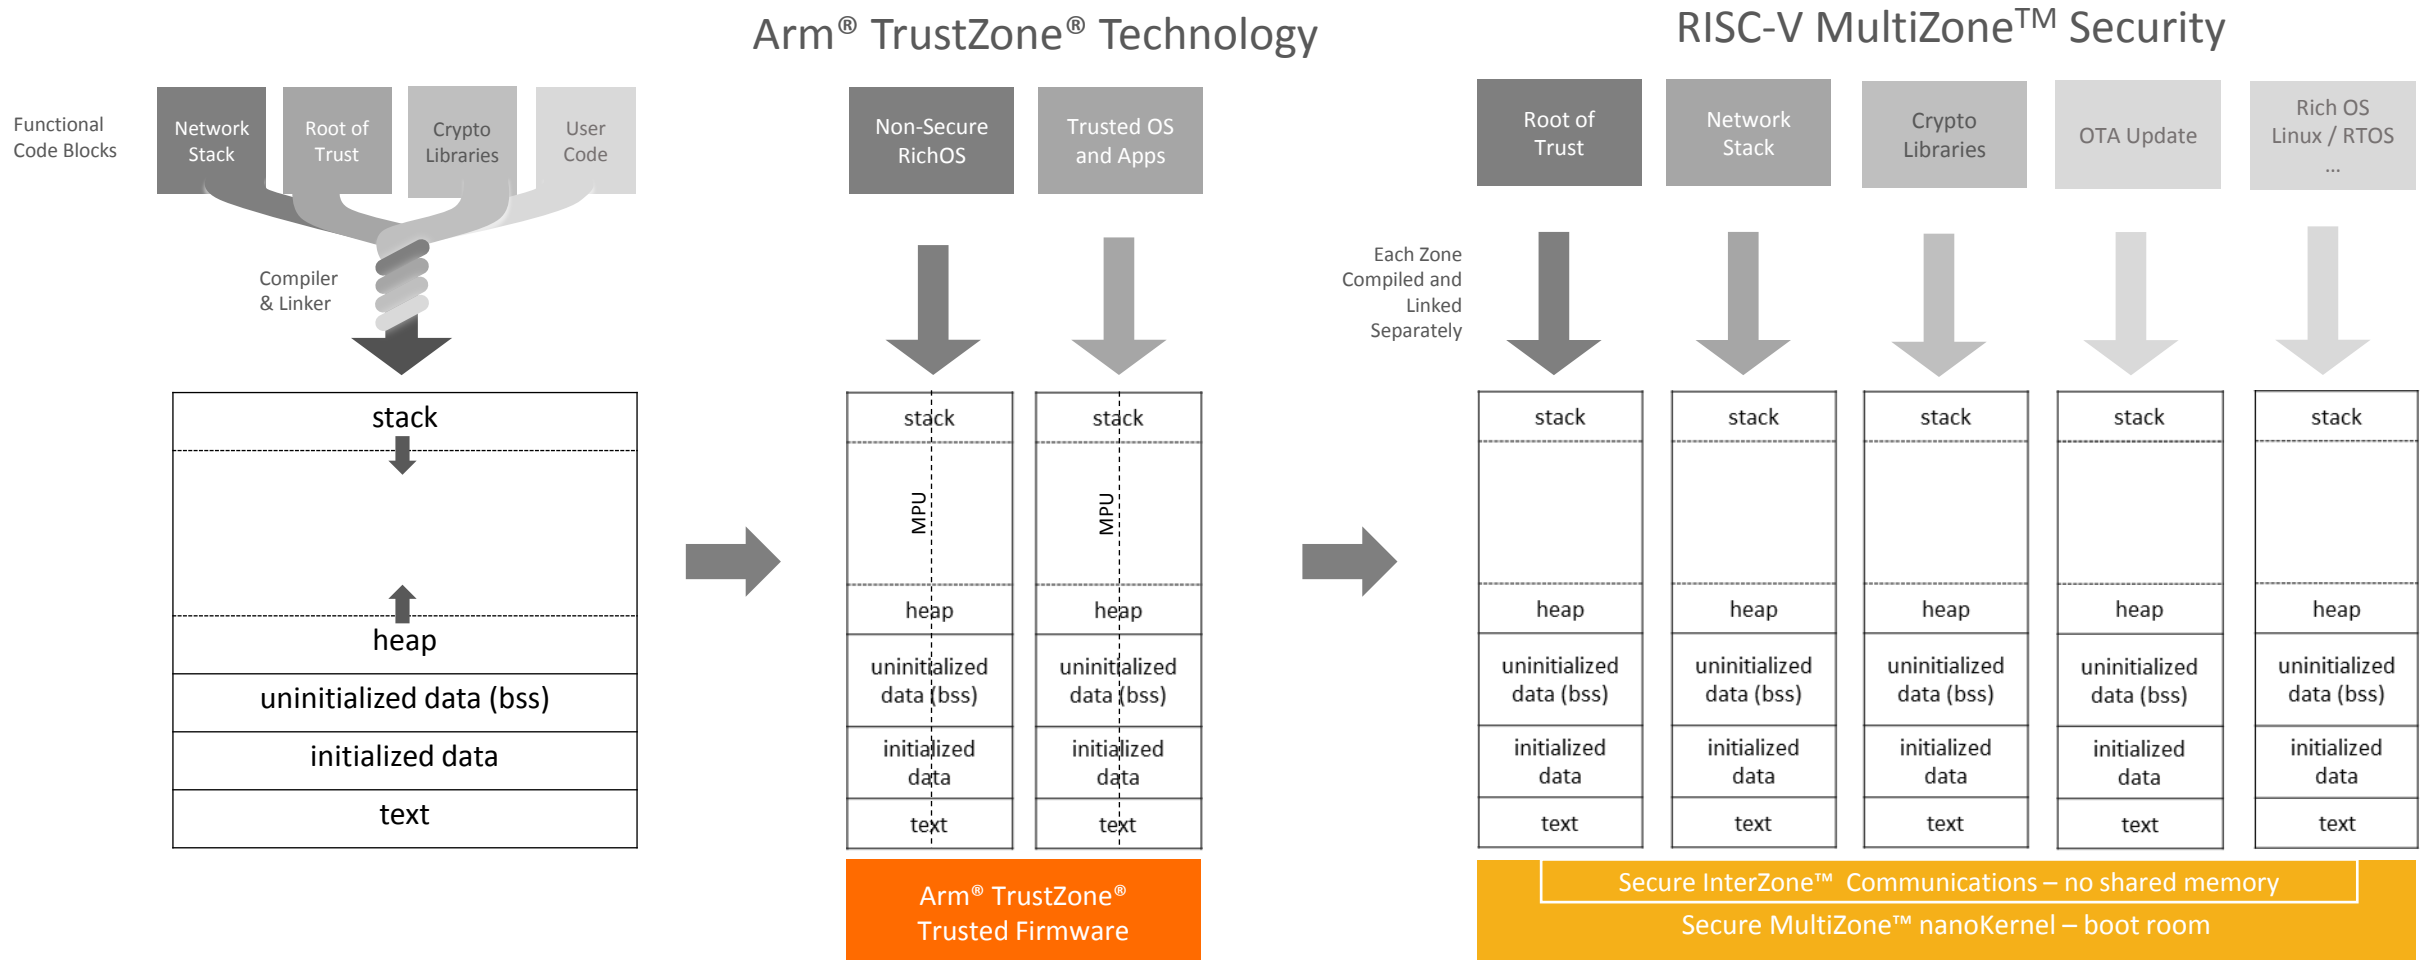 Arm® TrustZone® Technology
RISC-V MultiZone™ Security
Functional
Code Blocks
Network
Stack
Root of
Trust
Crypto
Libraries
User
Code
Compiler
& Linker
stack
heap
uninitialized data (bss)
initialized data
text
Non-Secure
RichOS
Trusted OS
and Apps
stack
MPU
heap
uninitialized
data (bss)
initialized
data
text
stack
MPU
heap
uninitialized
data (bss)
initialized
data
text
Arm® TrustZone®
Trusted Firmware
Root of
Trust
Network
Stack
Crypto
Libraries
OTA Update
Rich OS
Linux / RTOS
...
Each Zone
Compiled and
Linked
Separately
stack
heap
uninitialized
data (bss)
initialized
data
text
stack
heap
uninitialized
data (bss)
initialized
data
text
stack
heap
uninitialized
data (bss)
initialized
data
text
stack
heap
uninitialized
data (bss)
initialized
data
text
stack
heap
uninitialized
data (bss)
initialized
data
text
Secure InterZone™ Communications – no shared memory
Secure MultiZone™ nanoKernel – boot room